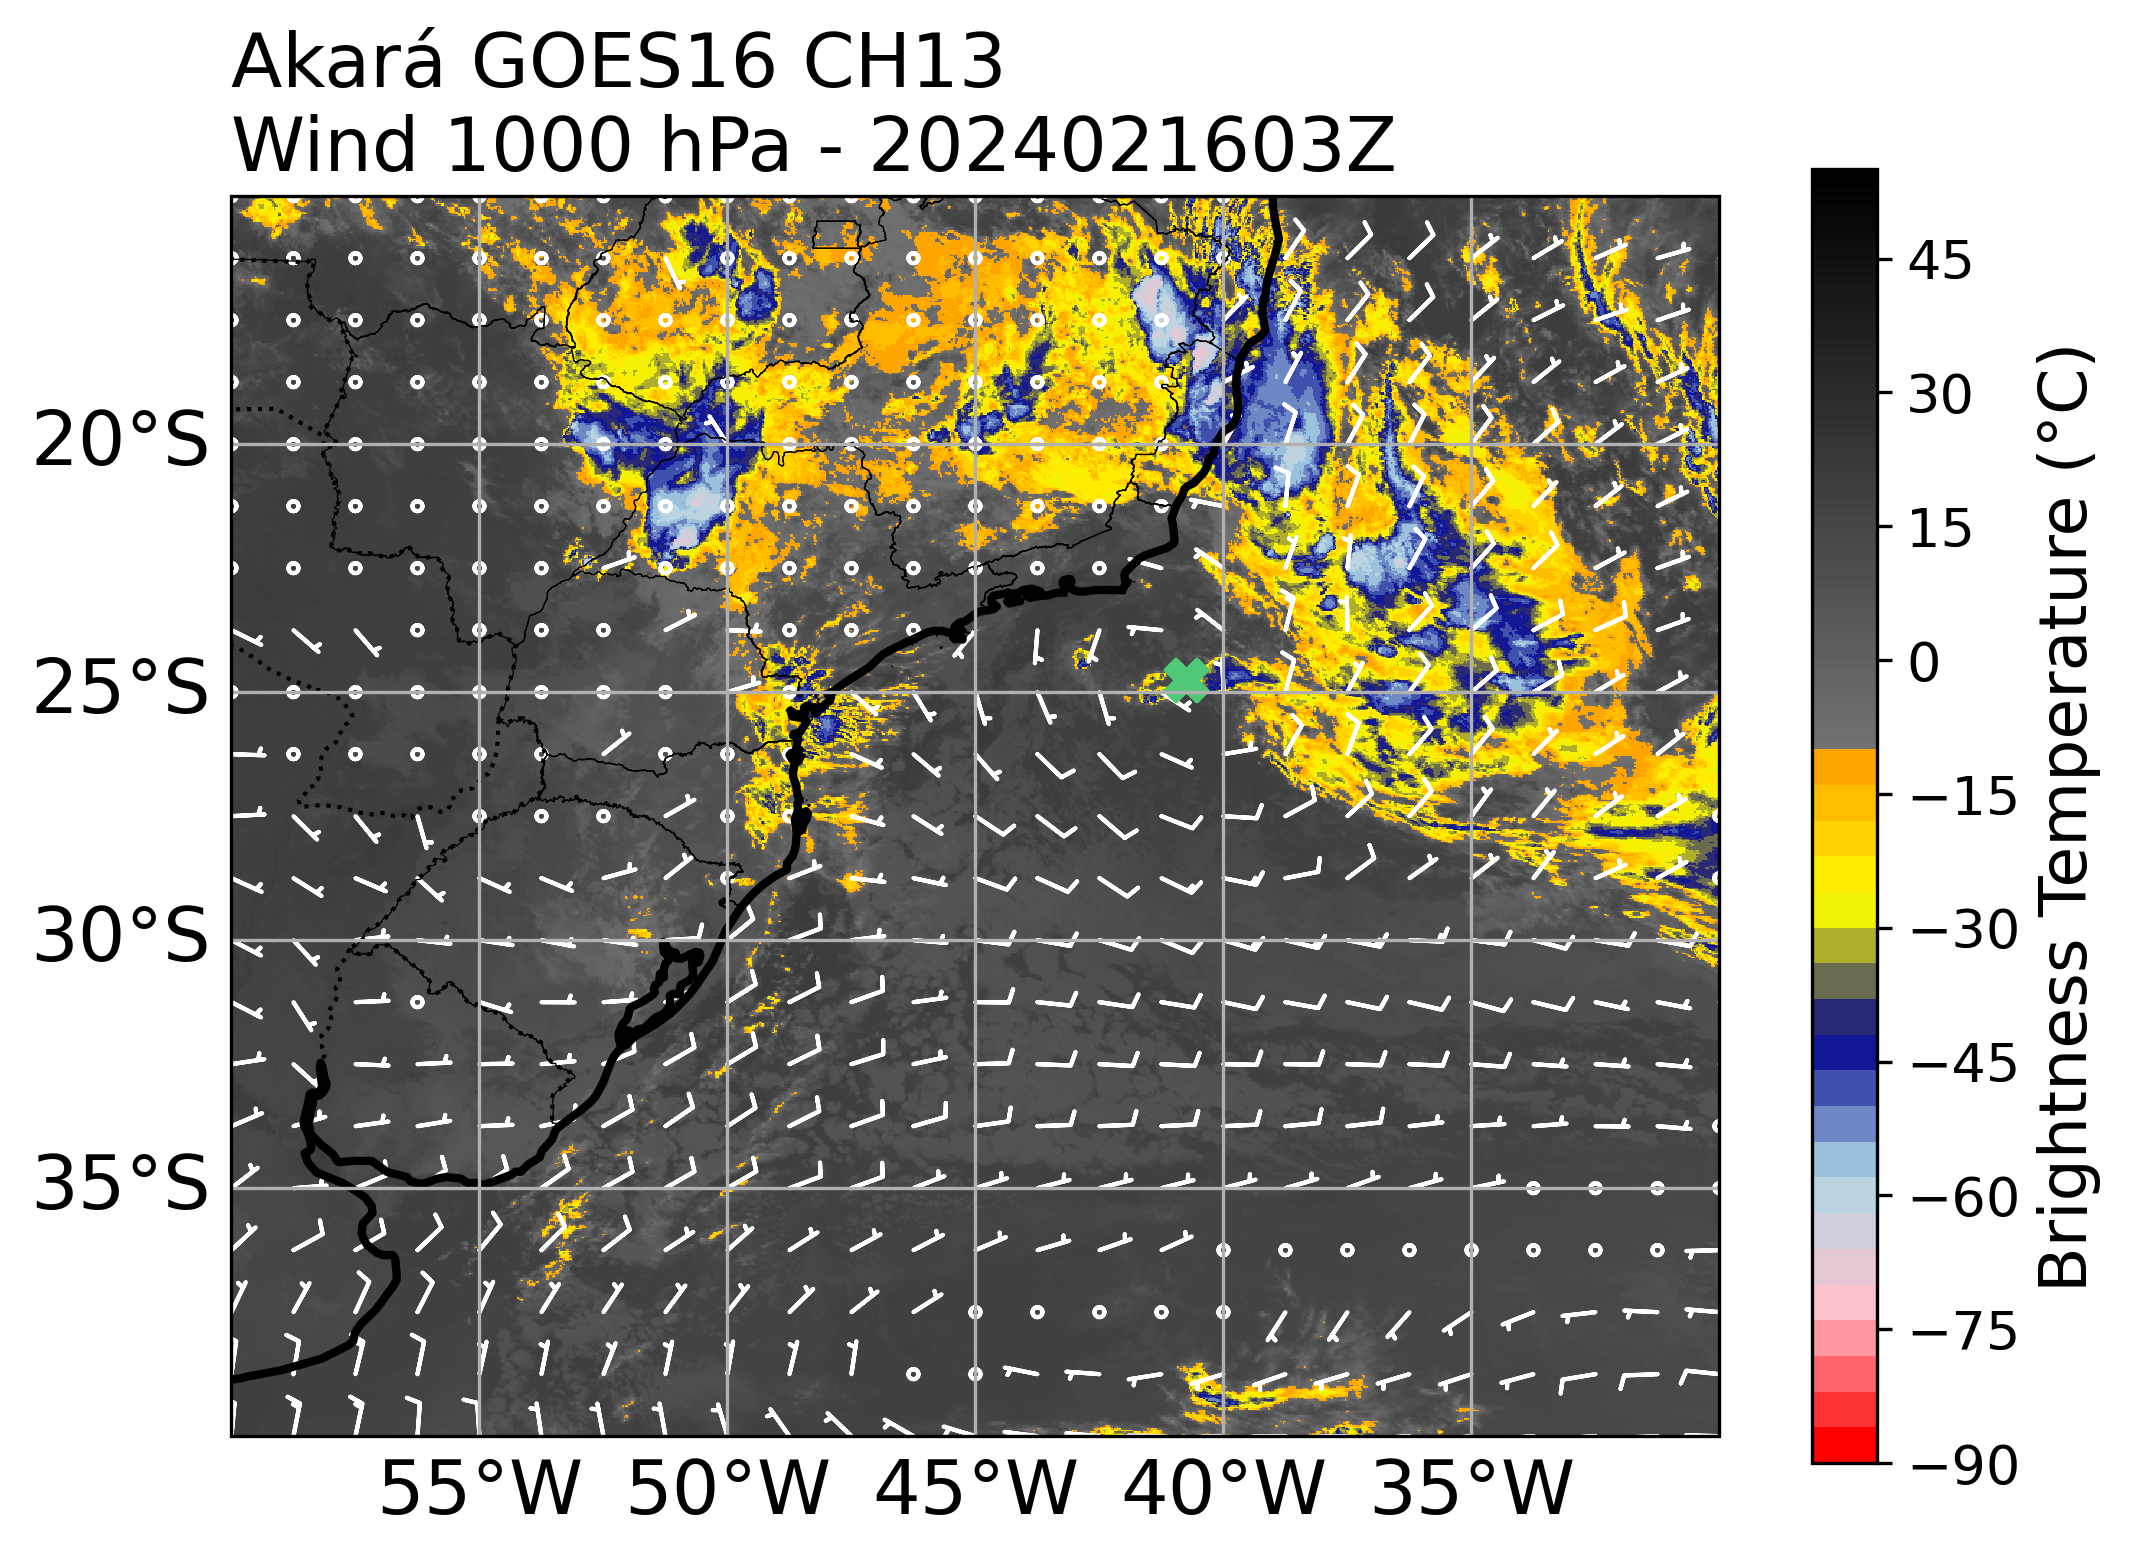 Akará GOES16 CH13
Wind 1000 hPa - 2024021603Z
20°S
25°S
30°S
35°S
55°W 50°W 45°W 40°W 35°W
45
30
15
0
−15
−30
−45
−60
−75
−90
Brightness Temperature (°C)